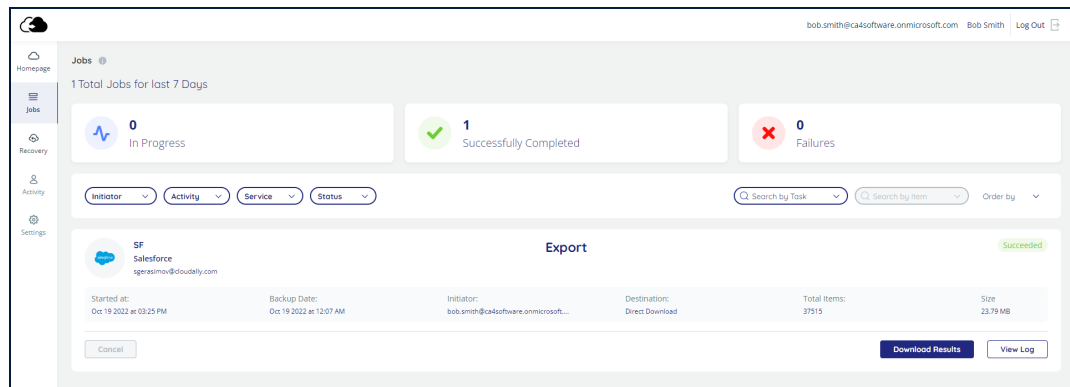 bob.smith@ca4software.onmicrosoft.com Bob Smith Log Out
Homepage
Jobs
Recovery
Activity
Settings
Jobs
1 Total Jobs for last 7 Days
0
In Progress
1
Successfully Completed
0
Failures
Initiator
Activity
Service
Status
Search by Task
Search by Item
Order by
SF
Salesforce
sgerasimov@cloudally.com
Export
Succeeded
Started at:
Oct 19 2022 at 03:25 PM
Backup Date:
Oct 19 2022 at 12:07 AM
Initiator:
bob.smith@ca4software.onmicrosoft....
Destination:
Direct Download
Total Items:
37515
Size
23.79 MB
Cancel
Download Results
View Log